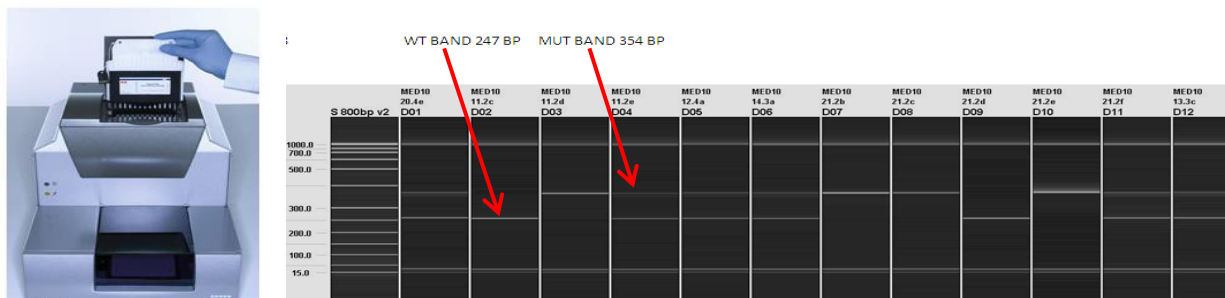 WT BAND 247 BP MUT BAND 354 BP
MED10 MED10 MED10 MED10 MED10 MED10 MED10 MED10 MED10 MED10 MED10 MED10
20.4e 11.2c 11.2d 11.2e 12.4a 14.3a 21.2b 21.2c 21.2d 21.2e 21.2f 13.3c
S 800bp v2 D01 D02 D03 D04 D05 D06 D07 D08 D09 D10 D11 D12
1000.0
700.0
500.0
300.0
200.0
100.0
15.0